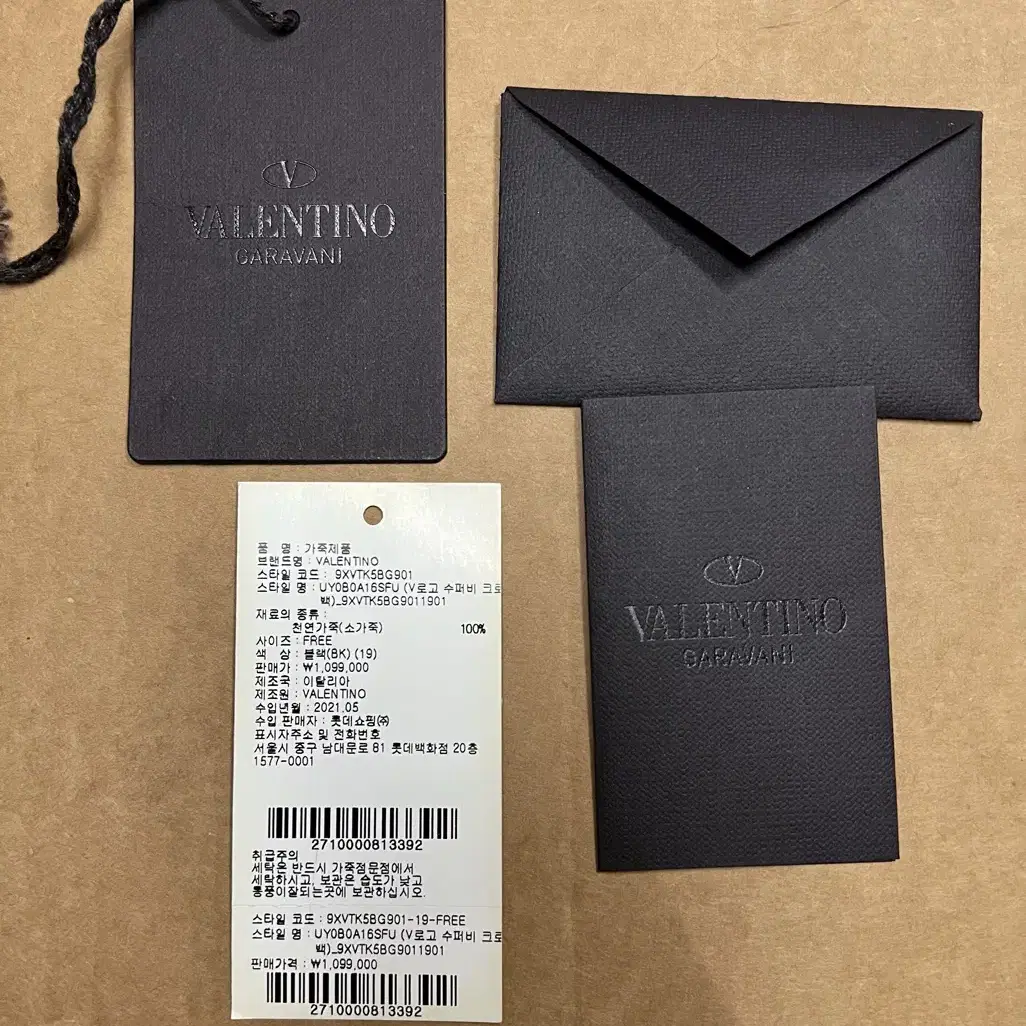 V
VALENTINO
GARAVANI
V
VALENTINO
GARAVANI
품 명 : 가죽제품
브랜드명 : VALENTINO
스타일 코드 : 9XVTK5BG901
스타일 명 : UY0B0A16SFU (V로고 수퍼비 크로
백)_9XVTK5BG9011901
재료의 종류 :
천연가죽(소가죽) 100%
사이즈 : FREE
색 상 : 블랙(BK) (19)
판매가 : ₩1,099,000
제조국 : 이탈리아
제조원 : VALENTINO
수입년월 : 2021.05
수입 판매자 : 롯데쇼핑㈜
표시자주소 및 전화번호
서울시 중구 남대문로 81 롯데백화점 20층
1577-0001
2710000813392
취급주의
세탁은 반드시 가죽점문점에서
세탁하시고, 보관은 습도가 낮고
통풍이잘되는곳에 보관하십시오.
스타일 코드 : 9XVTK5BG901-19-FREE
스타일 명 : UY0B0A16SFU (V로고 수퍼비 크로
백)_9XVTK5BG9011901
판매가격 : ₩1,099,000
2710000813392